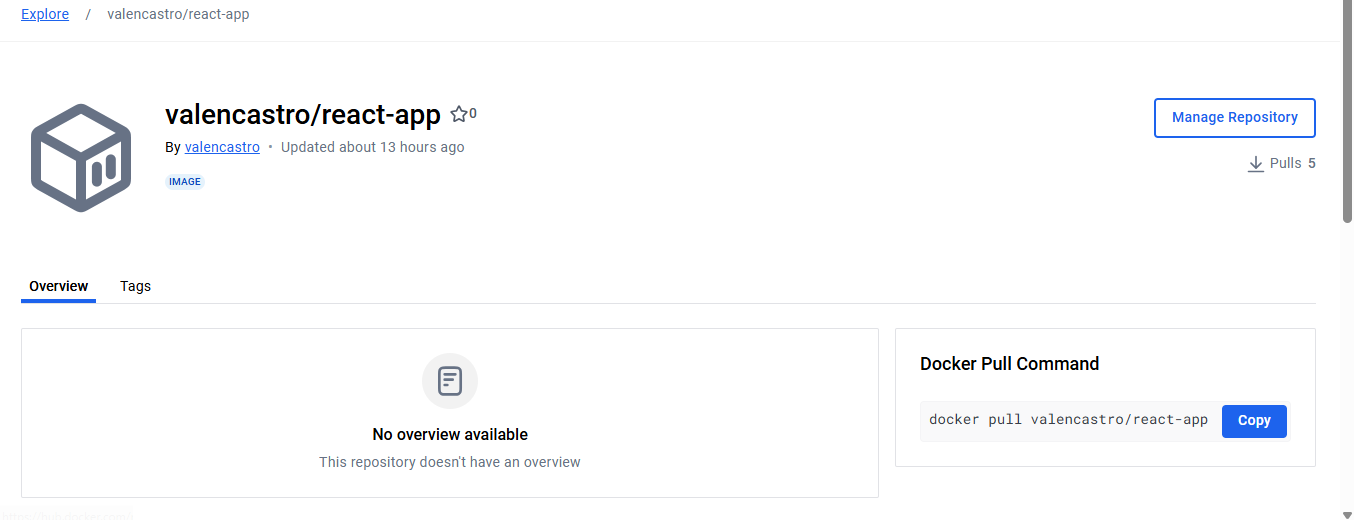 Explore / valencastro/react-app
valencastro/react-app 0
Manage Repository
By valencastro • Updated about 13 hours ago
Pulls 5
IMAGE
Overview Tags
No overview available
This repository doesn't have an overview
Docker Pull Command
docker pull valencastro/react-app Copy